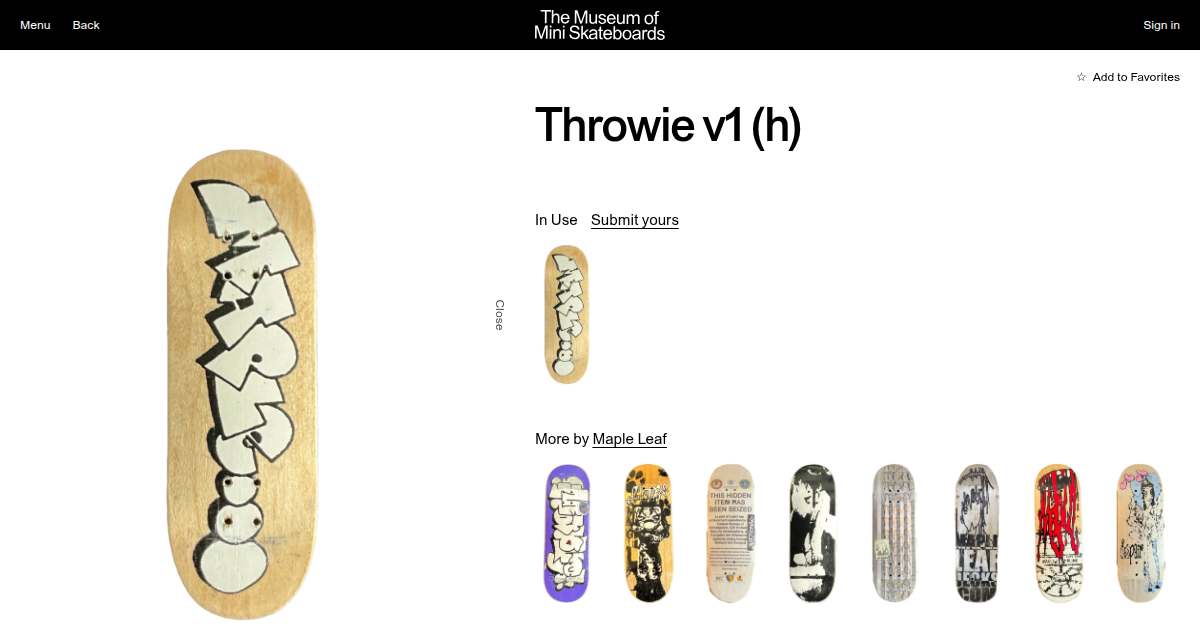 Menu
Back
The Museum of
Mini Skateboards
Sign in
☆ Add to Favorites
Throwie v1 (h)
In Use
Submit yours
Close
More by Maple Leaf
THIS HIDDEN
ITEM HAS
BEEN SEIZED
LEAF